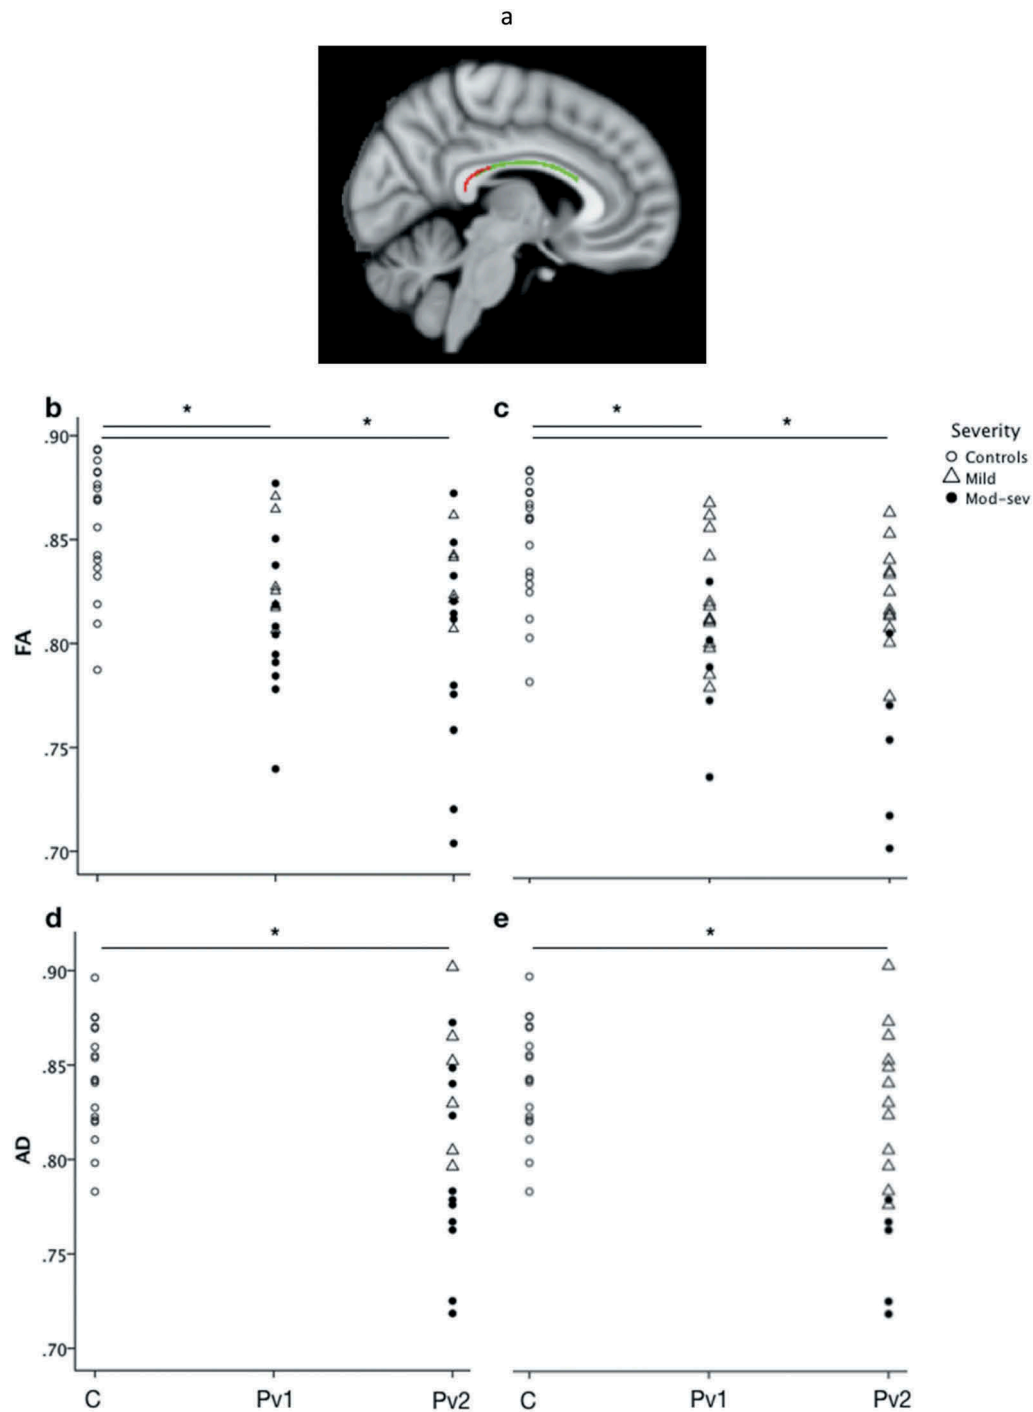 a
b
*
*
c
*
*
Severity
Controls
Mild
Mod-sev
.90
.85
.80
.75
.70
FA
d
*
e
*
.90
.85
.80
.75
.70
AD
C Pv1 Pv2 Pv1 Pv2